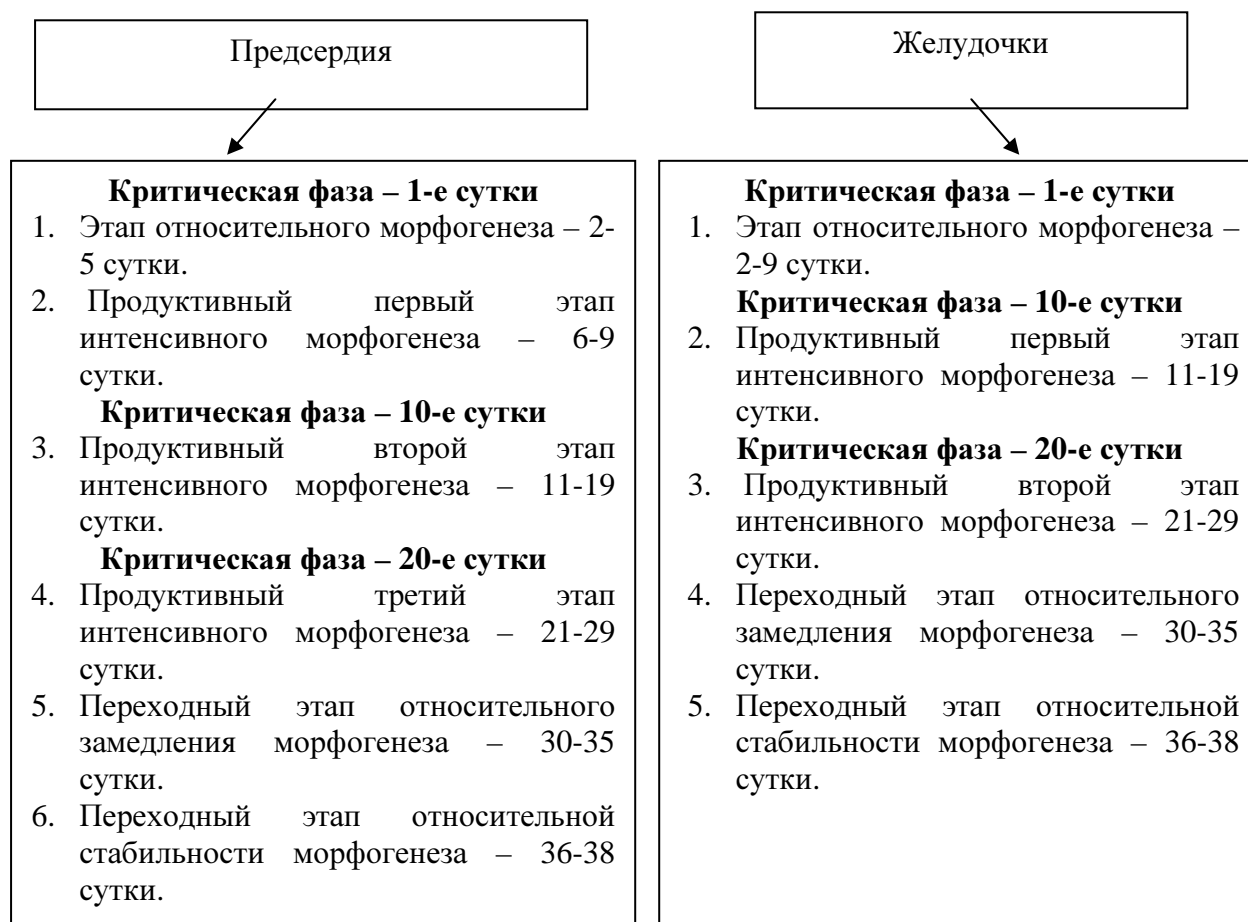 Предсердия
Критическая фаза – 1-е сутки
1. Этап относительного морфогенеза – 2-
5 сутки.
2. Продуктивный первый этап
интенсивного морфогенеза – 6-9
сутки.
Критическая фаза – 10-е сутки
3. Продуктивный второй этап
интенсивного морфогенеза – 11-19
сутки.
Критическая фаза – 20-е сутки
4. Продуктивный третий этап
интенсивного морфогенеза – 21-29
сутки.
5. Переходный этап относительного
замедления морфогенеза – 30-35
сутки.
6. Переходный этап относительной
стабильности морфогенеза – 36-38
сутки.
Желудочки
Критическая фаза – 1-е сутки
1. Этап относительного морфогенеза –
2-9 сутки.
Критическая фаза – 10-е сутки
2. Продуктивный первый этап
интенсивного морфогенеза – 11-19
сутки.
Критическая фаза – 20-е сутки
3. Продуктивный второй этап
интенсивного морфогенеза – 21-29
сутки.
4. Переходный этап относительного
замедления морфогенеза – 30-35
сутки.
5. Переходный этап относительной
стабильности морфогенеза – 36-38
сутки.